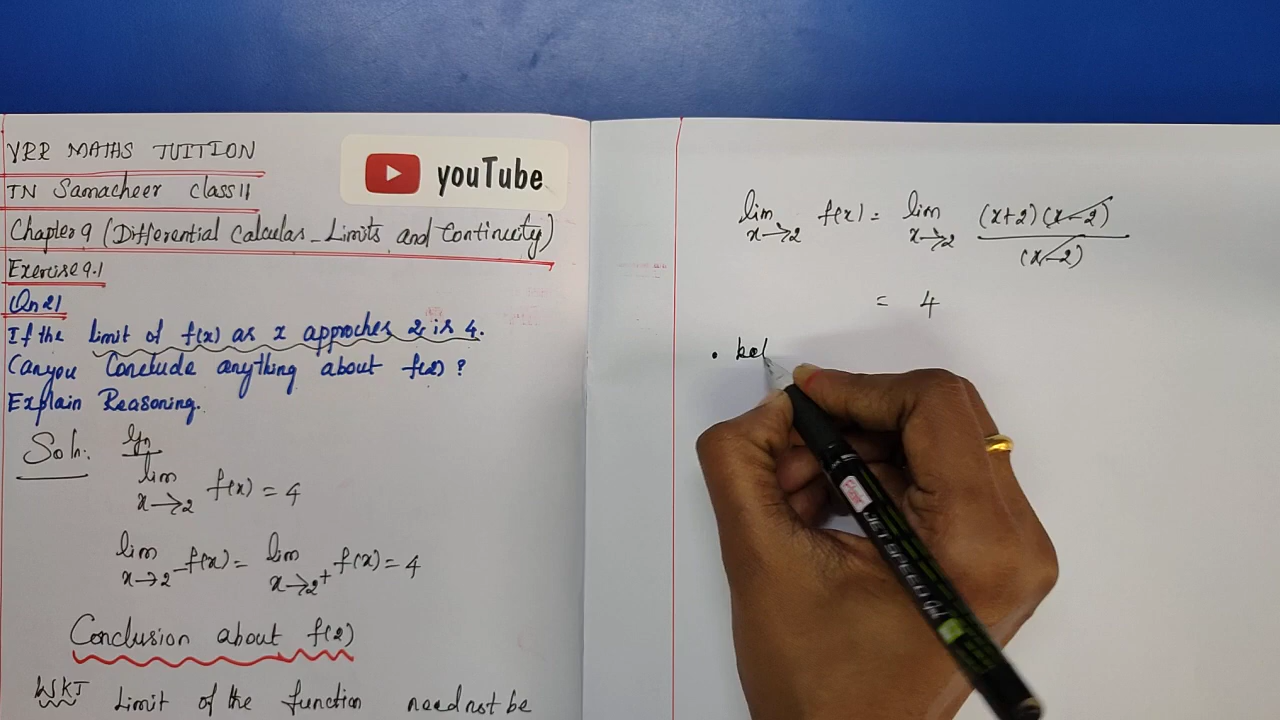 VRR MATHS TUITION
TN Samacheer Class 11
Chapter 9 (Differential Calculas_Limits and Continuity)
Exercise 9.1
Qn 21
If the limit of f(x) as x approches 2 is 4.
Can you Conclude anything about f(2) ?
Explain Reasoning.
Soln. Gn
lim x→2 f(x) = 4
lim x→2⁻ f(x) = lim x→2⁺ f(x) = 4
Conclusion about f(2)
WKT Limit of the function need not be
youTube
lim x→2 f(x) = lim x→2 (x+2)(x-2) / (x-2)
= 4